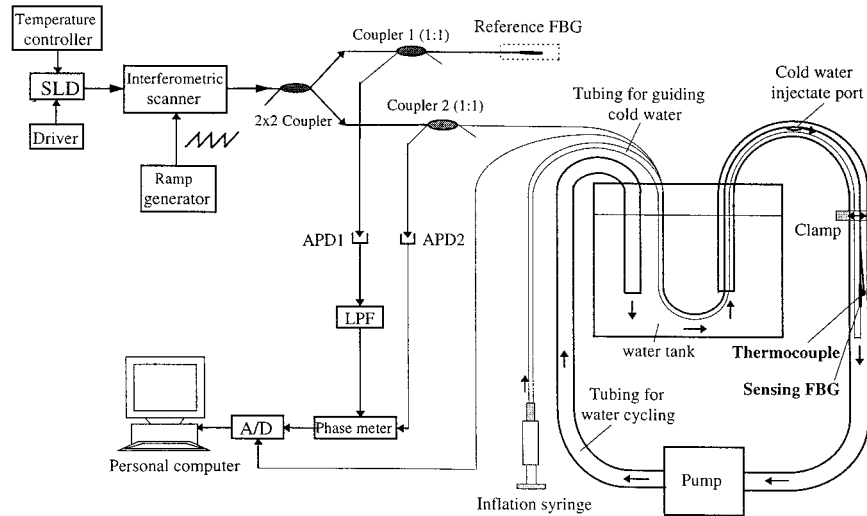 Temperature
controller
SLD
Driver
Interferometric
scanner
Ramp
generator
2x2 Coupler
Coupler 1 (1:1)
Reference FBG
Coupler 2 (1:1)
Tubing for guiding
cold water
Cold water
injectate port
APD1
APD2
Clamp
LPF
water tank
Thermocouple
Sensing FBG
Tubing for
water cycling
A/D
Phase meter
Personal computer
Inflation syringe
Pump